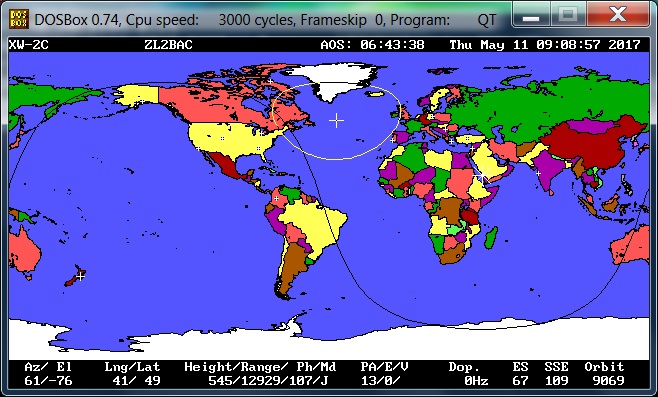 DOS BOX DOSBox 0.74, Cpu speed: 3000 cycles, Frameskip 0, Program: QT
XW-2C ZL2BAC AOS: 06:43:38 Thu May 11 09:08:57 2017
Az/ El Lng/Lat Height/Range/ Ph/Md PA/E/V Dop. ES SSE Orbit
61/-76 41/ 49 545/12929/107/J 13/0/ 0Hz 67 109 9069